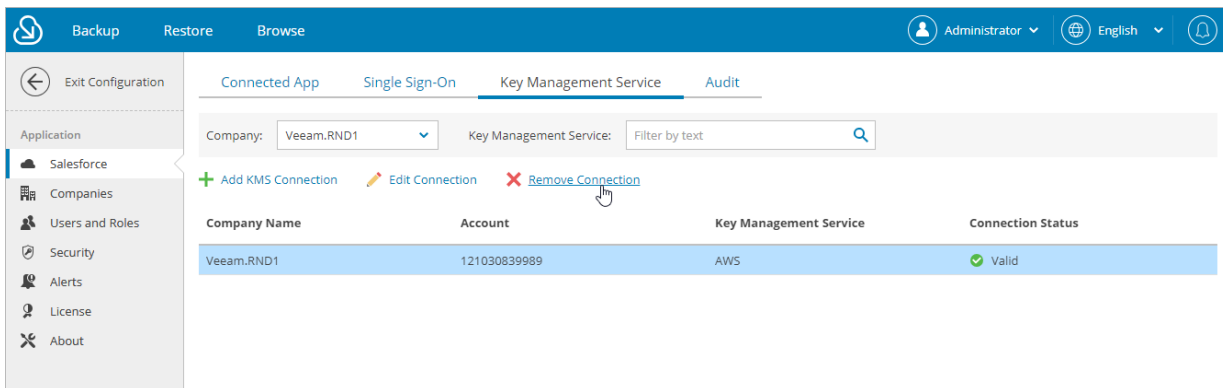 Backup Restore Browse Administrator English
Exit Configuration
Connected App Single Sign-On Key Management Service Audit
Application
Company: Veeam.RND1 Key Management Service: Filter by text
Salesforce
Add KMS Connection Edit Connection Remove Connection
Companies
Users and Roles
Company Name Account Key Management Service Connection Status
Security
Veeam.RND1 121030839989 AWS Valid
Alerts
License
About